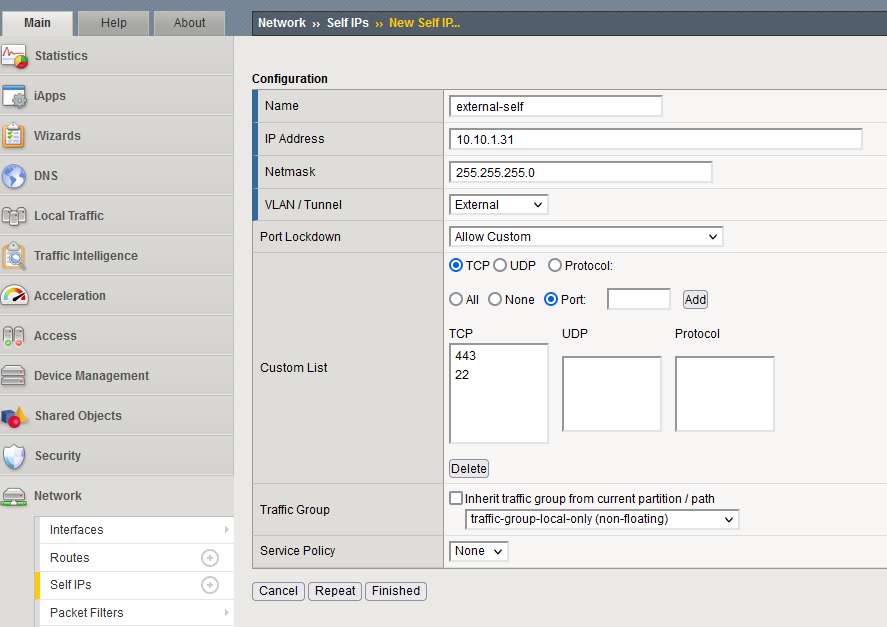 Main Help About
Network ›› Self IPs ›› New Self IP...
Statistics
iApps
Wizards
DNS
Local Traffic
Traffic Intelligence
Acceleration
Access
Device Management
Shared Objects
Security
Network
Interfaces
Routes
Self IPs
Packet Filters
Configuration
Name external-self
IP Address 10.10.1.31
Netmask 255.255.255.0
VLAN / Tunnel External
Port Lockdown Allow Custom
Custom List
TCP UDP Protocol:
All None Port: Add
TCP UDP Protocol
443
22
Delete
Traffic Group
Inherit traffic group from current partition / path
traffic-group-local-only (non-floating)
Service Policy None
Cancel Repeat Finished